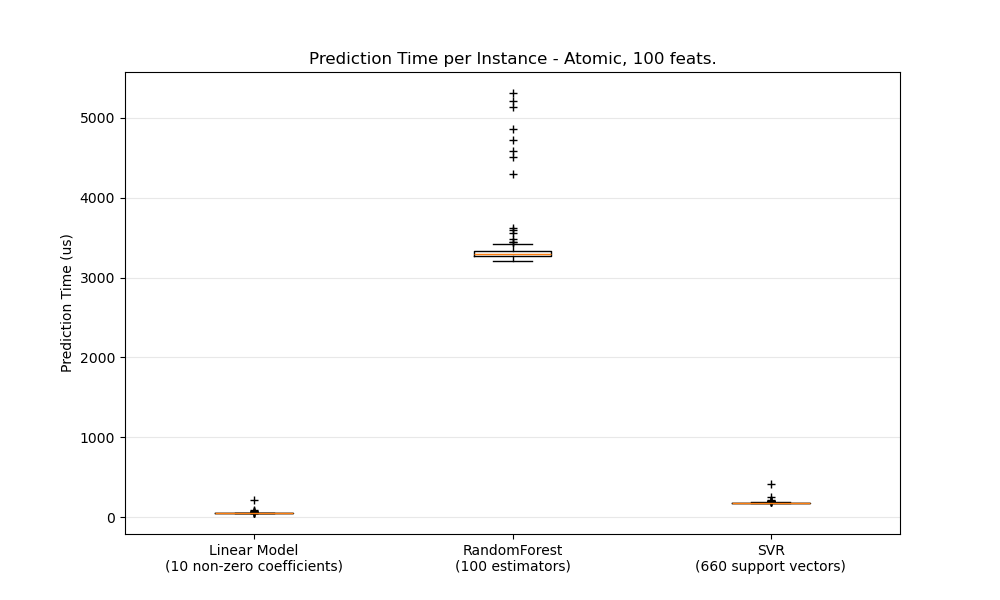 Prediction Time per Instance - Atomic, 100 feats.
Prediction Time (us)
5000
4000
3000
2000
1000
0
Linear Model
(10 non-zero coefficients)
RandomForest
(100 estimators)
SVR
(660 support vectors)